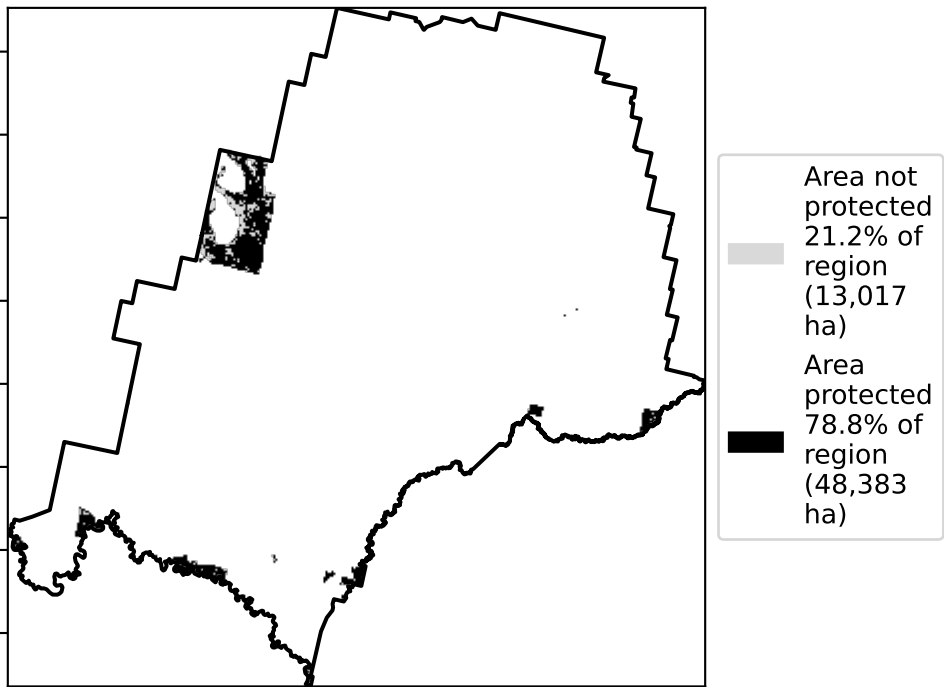 Area not
protected
21.2% of
region
(13,017
ha)
Area
protected
78.8% of
region
(48,383
ha)